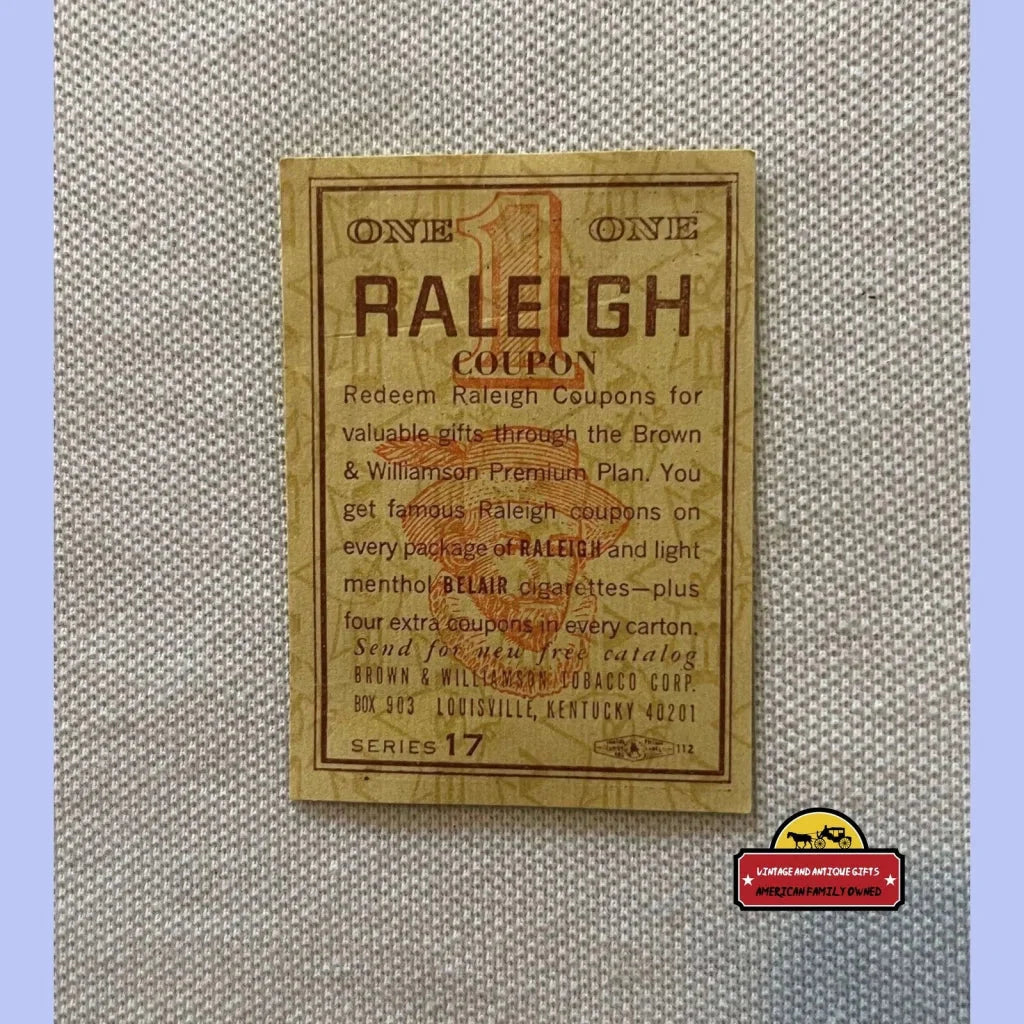 ONE 1 ONE
RALEIGH
COUPON
Redeem Raleigh Coupons for
valuable gifts through the Brown
& Williamson Premium Plan. You
get famous Raleigh coupons on
every package of RALEIGH and light
menthol BELAIR cigarettes—plus
four extra coupons in every carton.
Send for new free catalog
BROWN & WILLIAMSON TOBACCO CORP.
BOX 903 LOUISVILLE, KENTUCKY 40201
SERIES 17 112
VINTAGE AND ANTIQUE GIFTS
AMERICAN FAMILY OWNED